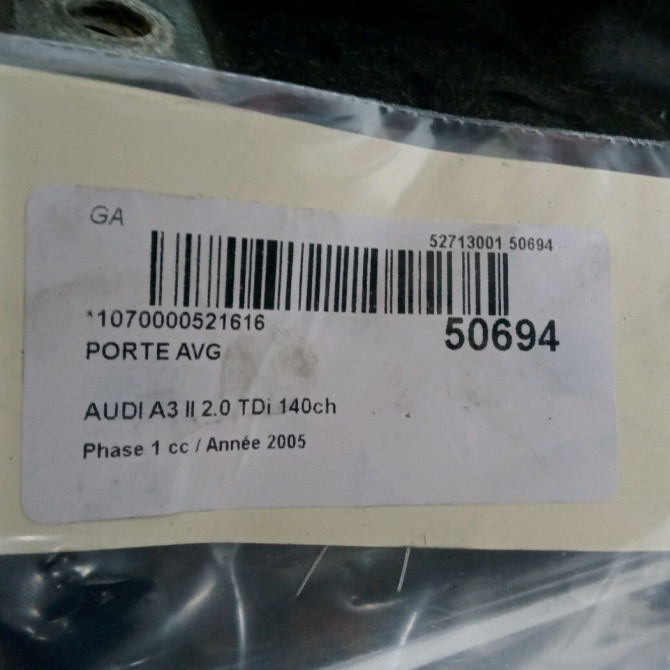 GA
52713001 50694
*1070000521616
50694
PORTE AVG
AUDI A3 II 2.0 TDi 140ch
Phase 1 cc / Année 2005